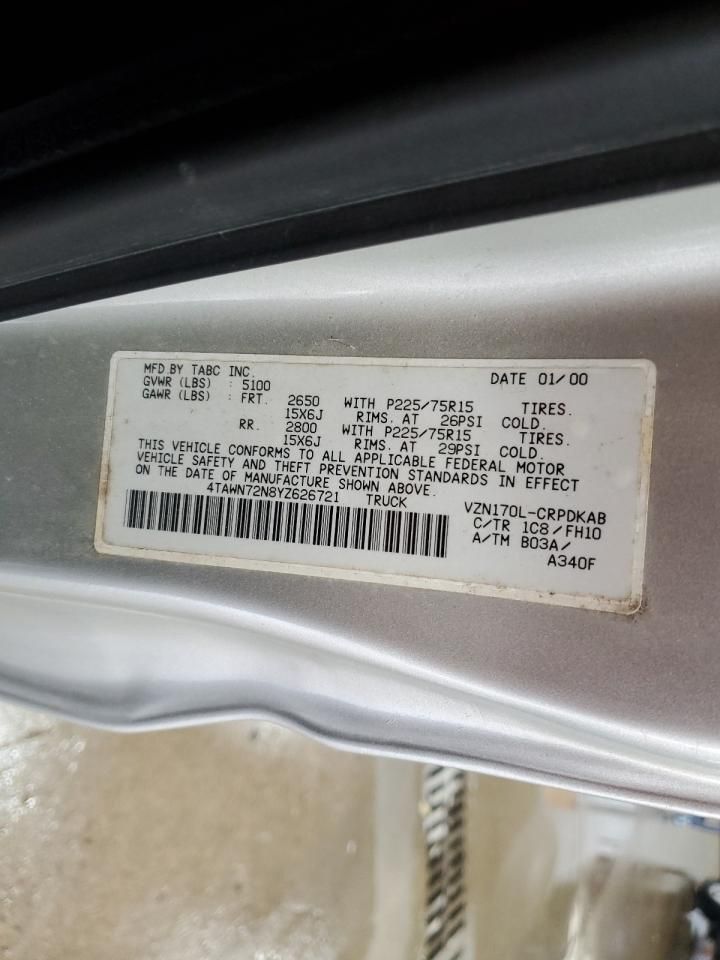 MFD.BY TABC INC. DATE 01/00
GVWR (LBS) : 5100
GAWR (LBS) : FRT. 2650 WITH P225/75R15 TIRES.
15X6J RIMS. AT 26PSI COLD.
RR. 2800 WITH P225/75R15 TIRES.
15X6J RIMS. AT 29PSI COLD.
THIS VEHICLE CONFORMS TO ALL APPLICABLE FEDERAL MOTOR
VEHICLE SAFETY AND THEFT PREVENTION STANDARDS IN EFFECT
ON THE DATE OF MANUFACTURE SHOWN ABOVE.
4TAWN72N8YZ626721 TRUCK
VZN170L-CRPDKAB
C/TR 1C8/FH10
A/TM B03A/
A340F